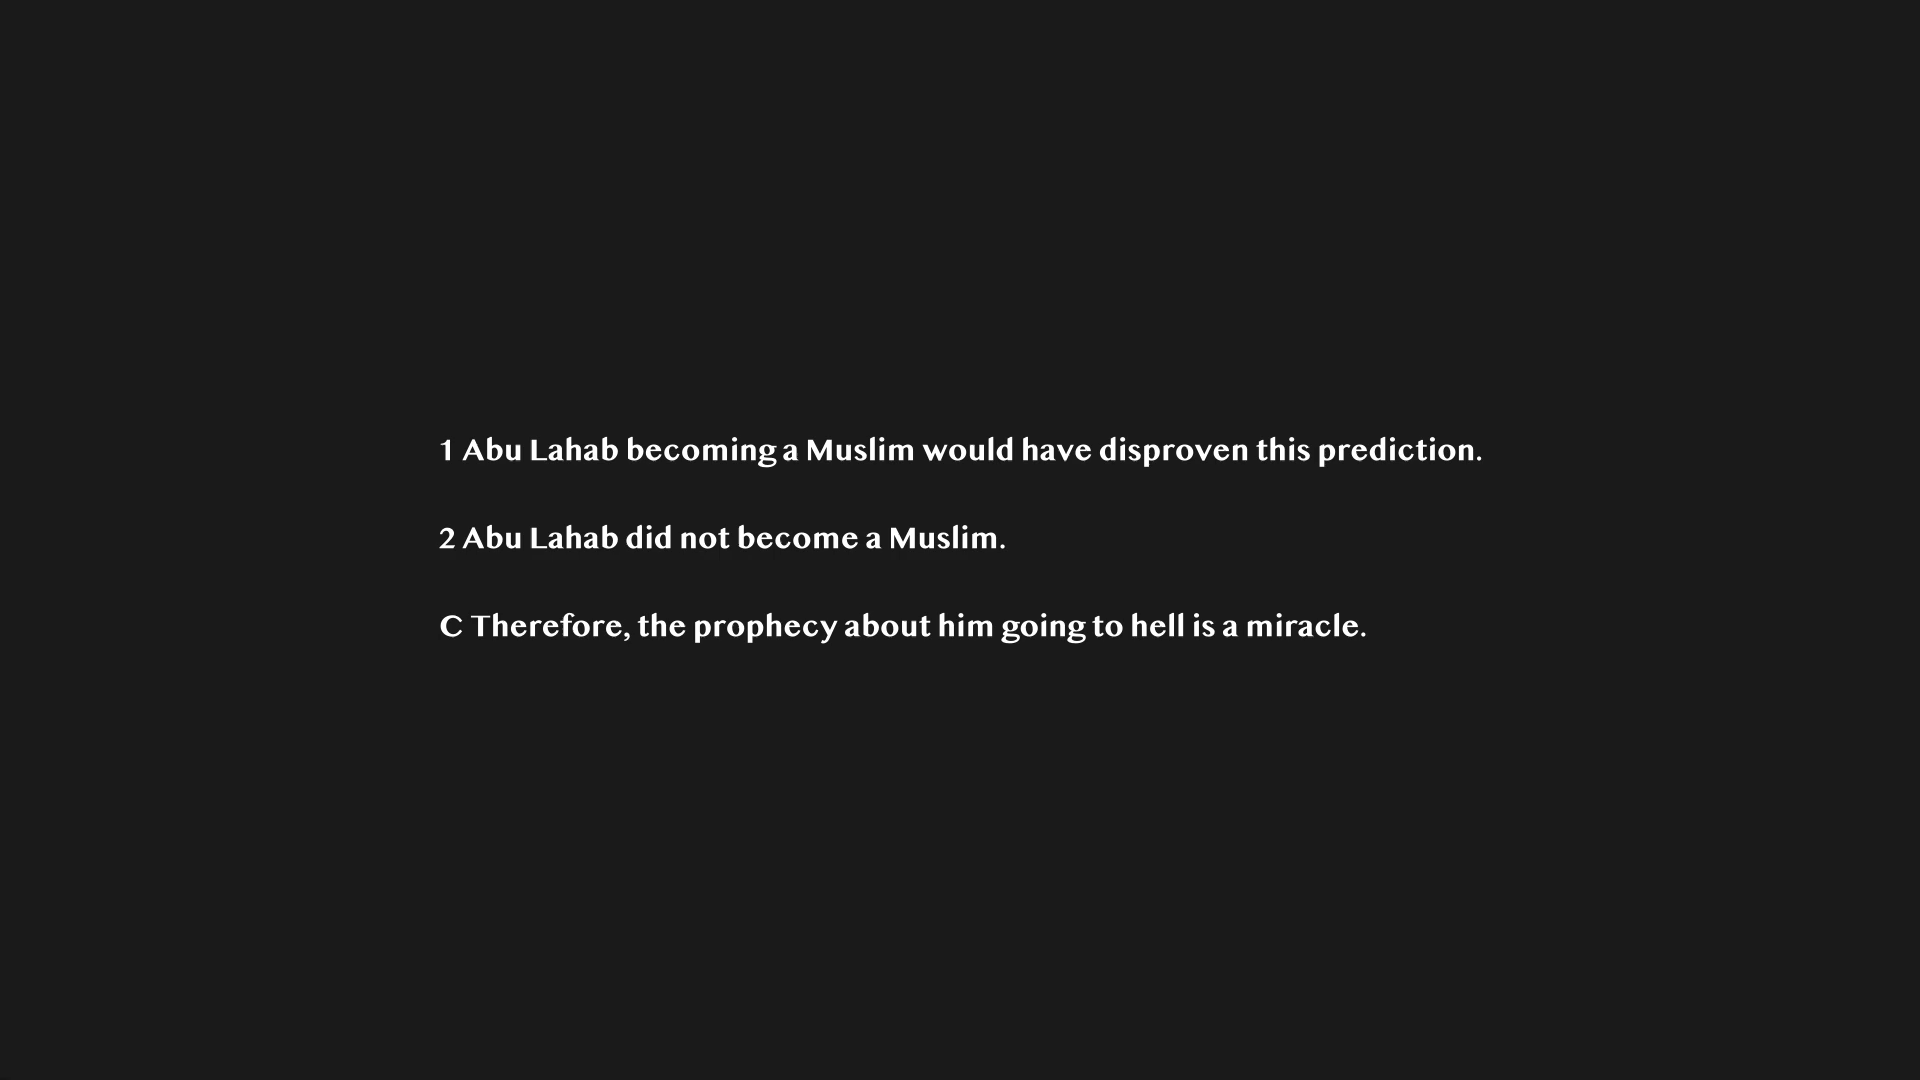 1 Abu Lahab becoming a Muslim would have disproven this prediction.
2 Abu Lahab did not become a Muslim.
C Therefore, the prophecy about him going to hell is a miracle.